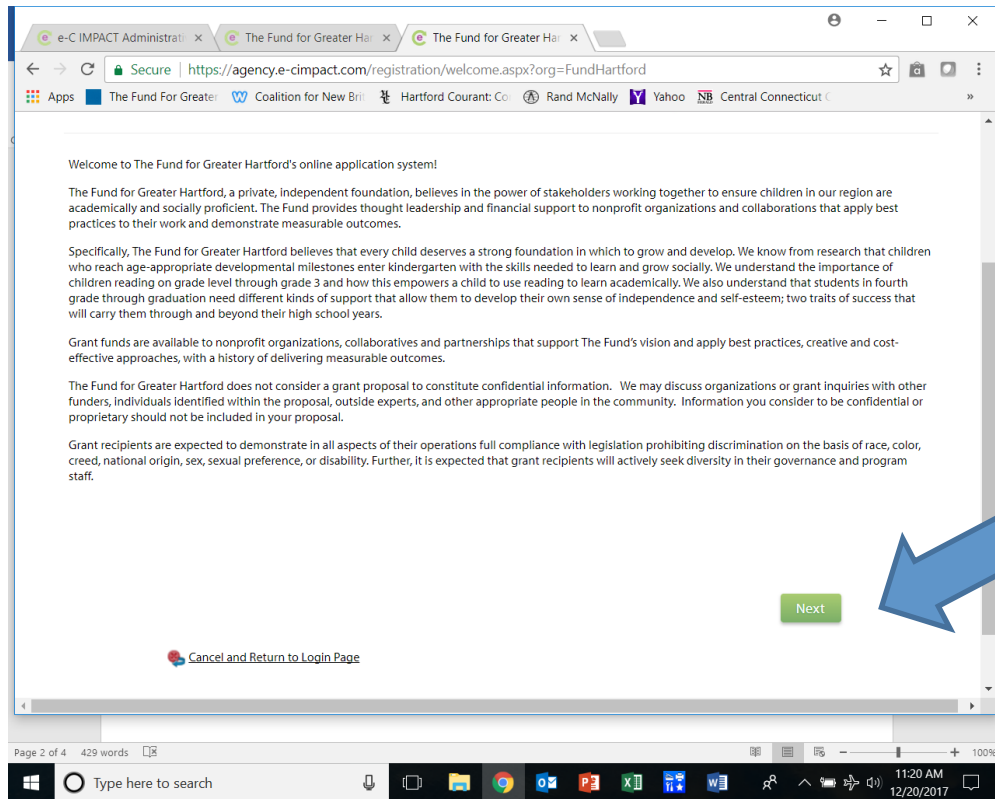 e-C IMPACT Administrati
The Fund for Greater Har
The Fund for Greater Har
Secure | https://agency.e-cimpact.com/registration/welcome.aspx?org=FundHartford
Apps The Fund For Greater Coalition for New Brit Hartford Courant: Co Rand McNally Yahoo NB Central Connecticut C »
Welcome to The Fund for Greater Hartford's online application system!
The Fund for Greater Hartford, a private, independent foundation, believes in the power of stakeholders working together to ensure children in our region are
academically and socially proficient. The Fund provides thought leadership and financial support to nonprofit organizations and collaborations that apply best
practices to their work and demonstrate measurable outcomes.
Specifically, The Fund for Greater Hartford believes that every child deserves a strong foundation in which to grow and develop. We know from research that children
who reach age-appropriate developmental milestones enter kindergarten with the skills needed to learn and grow socially. We understand the importance of
children reading on grade level through grade 3 and how this empowers a child to use reading to learn academically. We also understand that students in fourth
grade through graduation need different kinds of support that allow them to develop their own sense of independence and self-esteem; two traits of success that
will carry them through and beyond their high school years.
Grant funds are available to nonprofit organizations, collaboratives and partnerships that support The Fund's vision and apply best practices, creative and cost-
effective approaches, with a history of delivering measurable outcomes.
The Fund for Greater Hartford does not consider a grant proposal to constitute confidential information. We may discuss organizations or grant inquiries with other
funders, individuals identified within the proposal, outside experts, and other appropriate people in the community. Information you consider to be confidential or
proprietary should not be included in your proposal.
Grant recipients are expected to demonstrate in all aspects of their operations full compliance with legislation prohibiting discrimination on the basis of race, color,
creed, national origin, sex, sexual preference, or disability. Further, it is expected that grant recipients will actively seek diversity in their governance and program
staff.
Next
Cancel and Return to Login Page
Page 2 of 4 429 words 100%
Type here to search
11:20 AM
12/20/2017